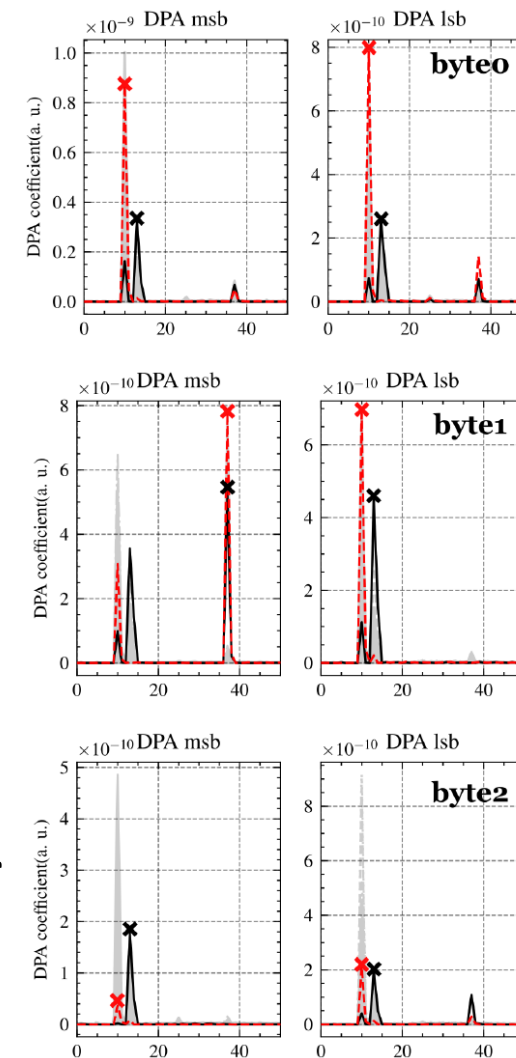 ×10⁻⁹ DPA msb
×10⁻¹⁰ DPA lsb
byte0
DPA coefficient(a. u.)
1.0
0.8
0.6
0.4
0.2
0.0
0 20 40
8
6
4
2
0
0 20 40
×10⁻¹⁰ DPA msb
×10⁻¹⁰ DPA lsb
byte1
DPA coefficient(a. u.)
8
6
4
2
0
0 20 40
6
4
2
0
0 20 40
×10⁻¹⁰ DPA msb
×10⁻¹⁰ DPA lsb
byte2
DPA coefficient(a. u.)
5
4
3
2
1
0
0 20 40
8
6
4
2
0
0 20 40